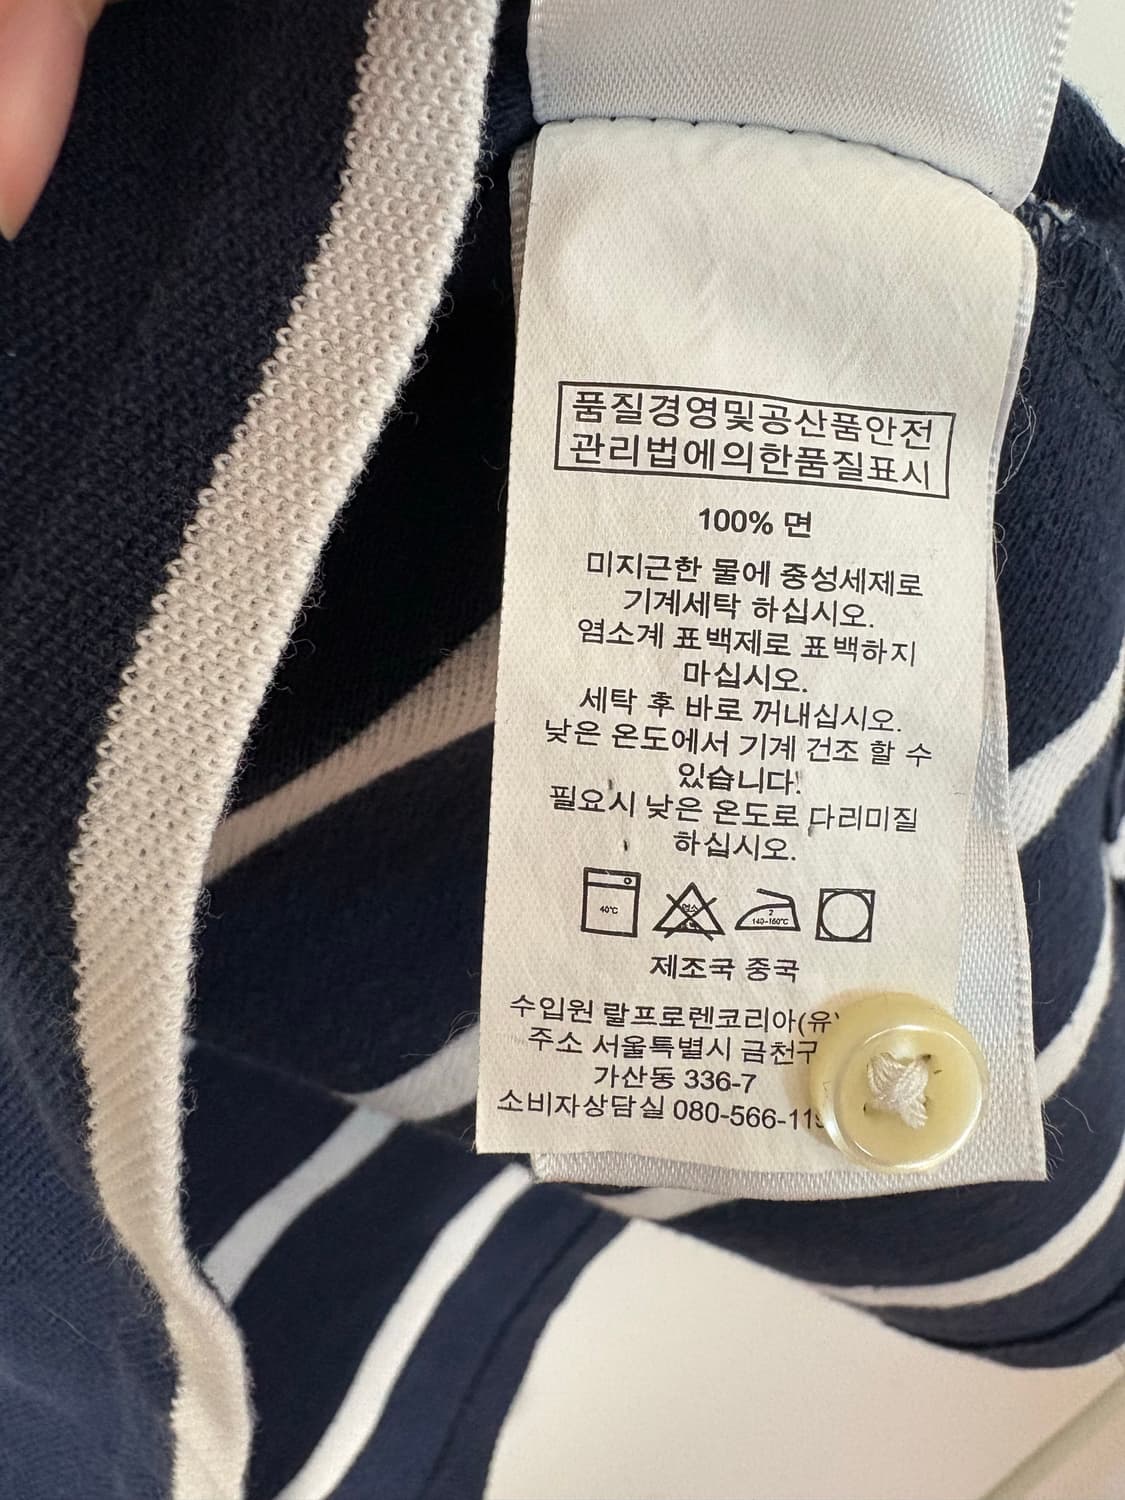 품질경영및공산품안전
관리법에의한품질표시
100% 면
미지근한 물에 중성세제로
기계세탁 하십시오.
염소계 표백제로 표백하지
마십시오.
세탁 후 바로 꺼내십시오.
낮은 온도에서 기계 건조 할 수
있습니다!
필요시 낮은 온도로 다리미질
하십시오.
40℃
2
140-160℃
제조국 중국
수입원 랄프로렌코리아(유)
주소 서울특별시 금천구
가산동 336-7
소비자상담실 080-566-119